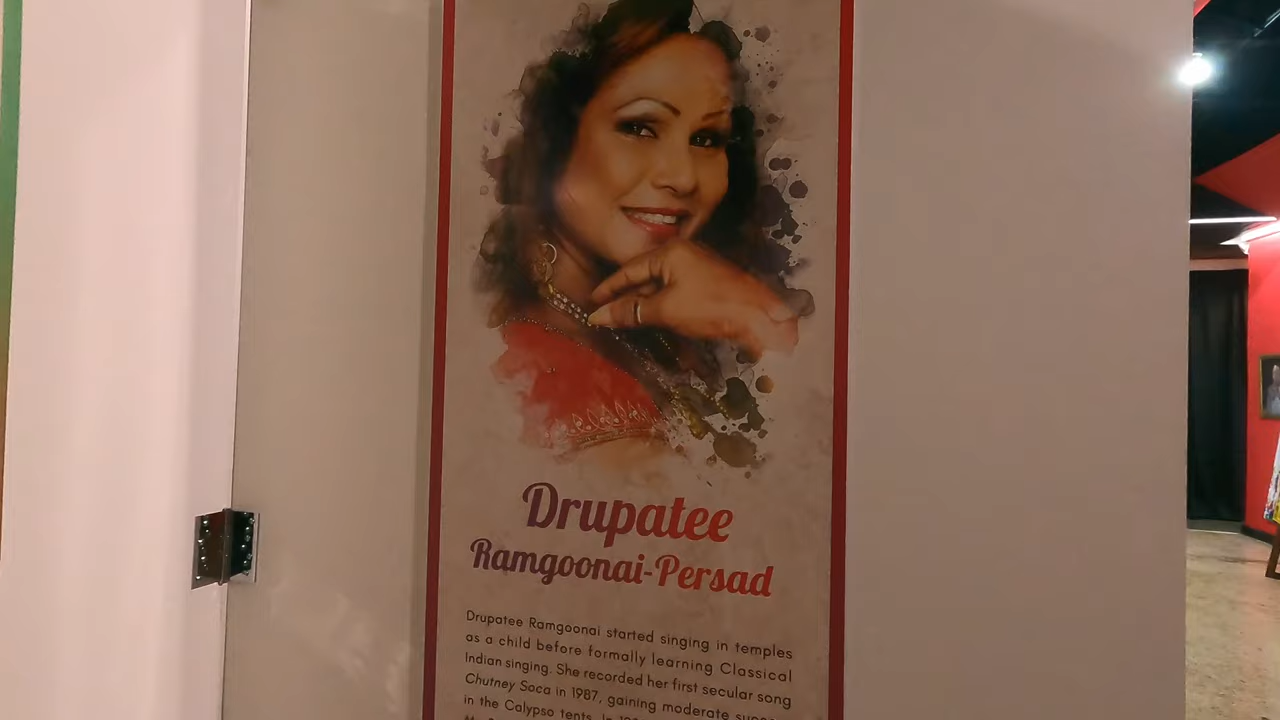 Drupatee
Ramgoonai-Persad
Drupatee Ramgoonai started singing in temples
as a child before formally learning Classical
Indian singing. She recorded her first secular song
Chutney Soca in 1987, gaining moderate
in the Calypso tents. In